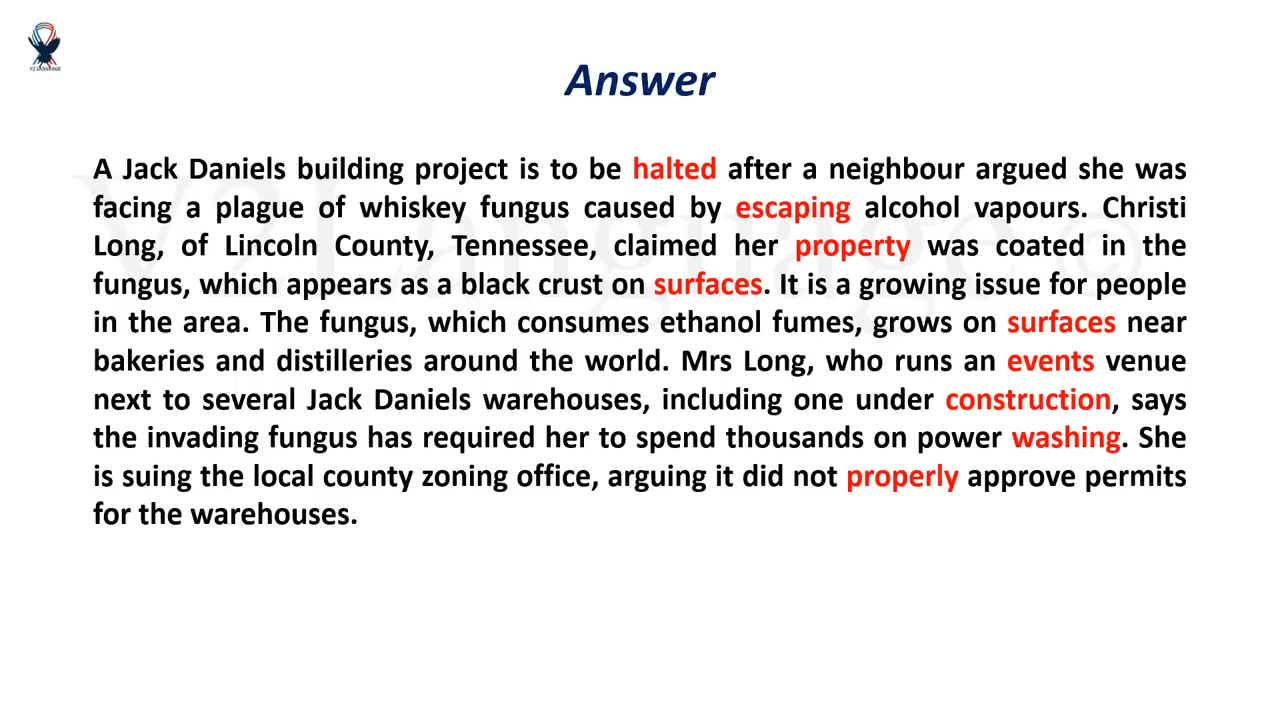 V2 LANGUAGE
Answer
A Jack Daniels building project is to be halted after a neighbour argued she was
facing a plague of whiskey fungus caused by escaping alcohol vapours. Christi
Long, of Lincoln County, Tennessee, claimed her property was coated in the
fungus, which appears as a black crust on surfaces. It is a growing issue for people
in the area. The fungus, which consumes ethanol fumes, grows on surfaces near
bakeries and distilleries around the world. Mrs Long, who runs an events venue
next to several Jack Daniels warehouses, including one under construction, says
the invading fungus has required her to spend thousands on power washing. She
is suing the local county zoning office, arguing it did not properly approve permits
for the warehouses.
V2Language ©